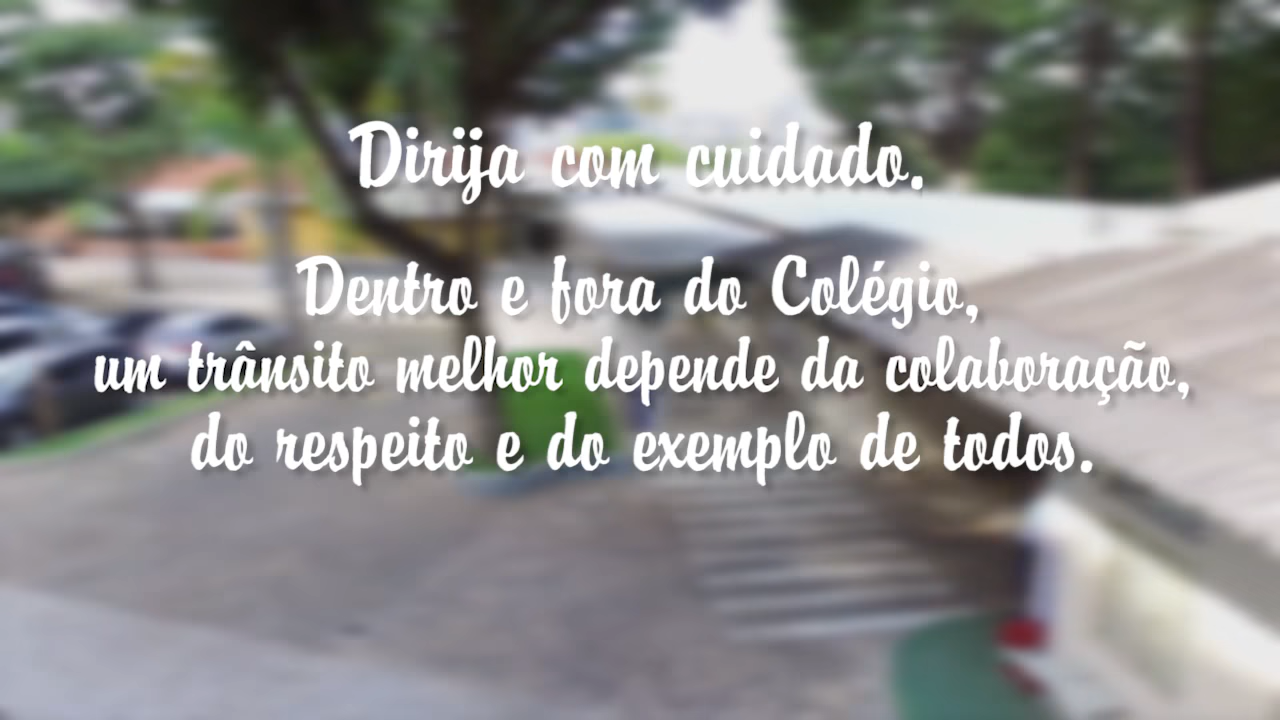 Dirija com cuidado.
Dentro e fora do Colégio,
um trânsito melhor depende da colaboração,
do respeito e do exemplo de todos.